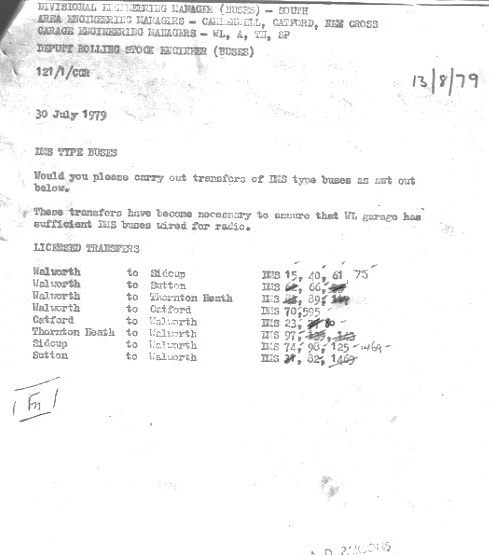 DIVISIONAL ENGINEERING MANAGER (BUSES) - SOUTH
AREA ENGINEERING MANAGERS - CAMBERWELL, CATFORD, NEW CROSS
GARAGE ENGINEERING MANAGERS - WL, A, TH, SP
DEPUTY ROLLING STOCK ENGINEER (BUSES)
121/1/CGR
13/8/79
30 July 1979
DMS TYPE BUSES
Would you please carry out transfers of DMS type buses as set out
below.
These transfers have become necessary to ensure that WL garage has
sufficient DMS buses wired for radio.
LICENSED TRANSFERS
Walworth to Sidcup DMS 15, 40, 61 75
Walworth to Sutton DMS 66,
Walworth to Thornton Heath DMS 89,
Walworth to Catford DMS 70,595
Catford to Walworth DMS 23, 80
Thornton Heath to Walworth DMS 97, 143
Sidcup to Walworth DMS 74, 98, 125 1469
Sutton to Walworth DMS 82, 1469
Fn